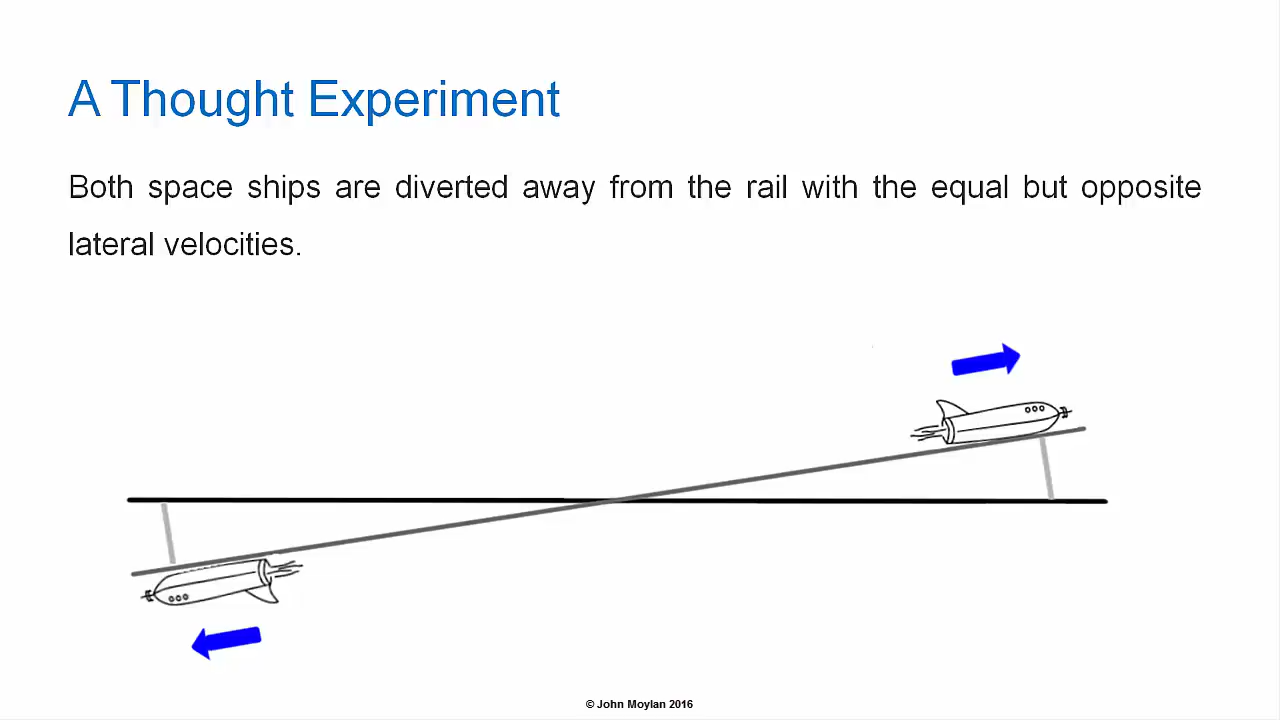 A Thought Experiment
Both space ships are diverted away from the rail with the equal but opposite
lateral velocities.
© John Moylan 2016